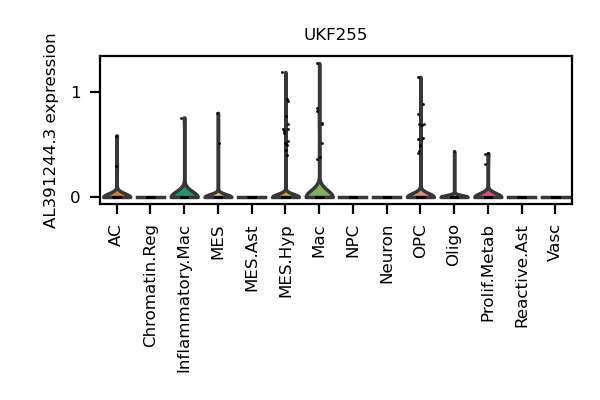 UKF255
AL391244.3 expression
1
0
AC
Chromatin.Reg
Inflammatory.Mac
MES
MES.Ast
MES.Hyp
Mac
NPC
Neuron
OPC
Oligo
Prolif.Metab
Reactive.Ast
Vasc